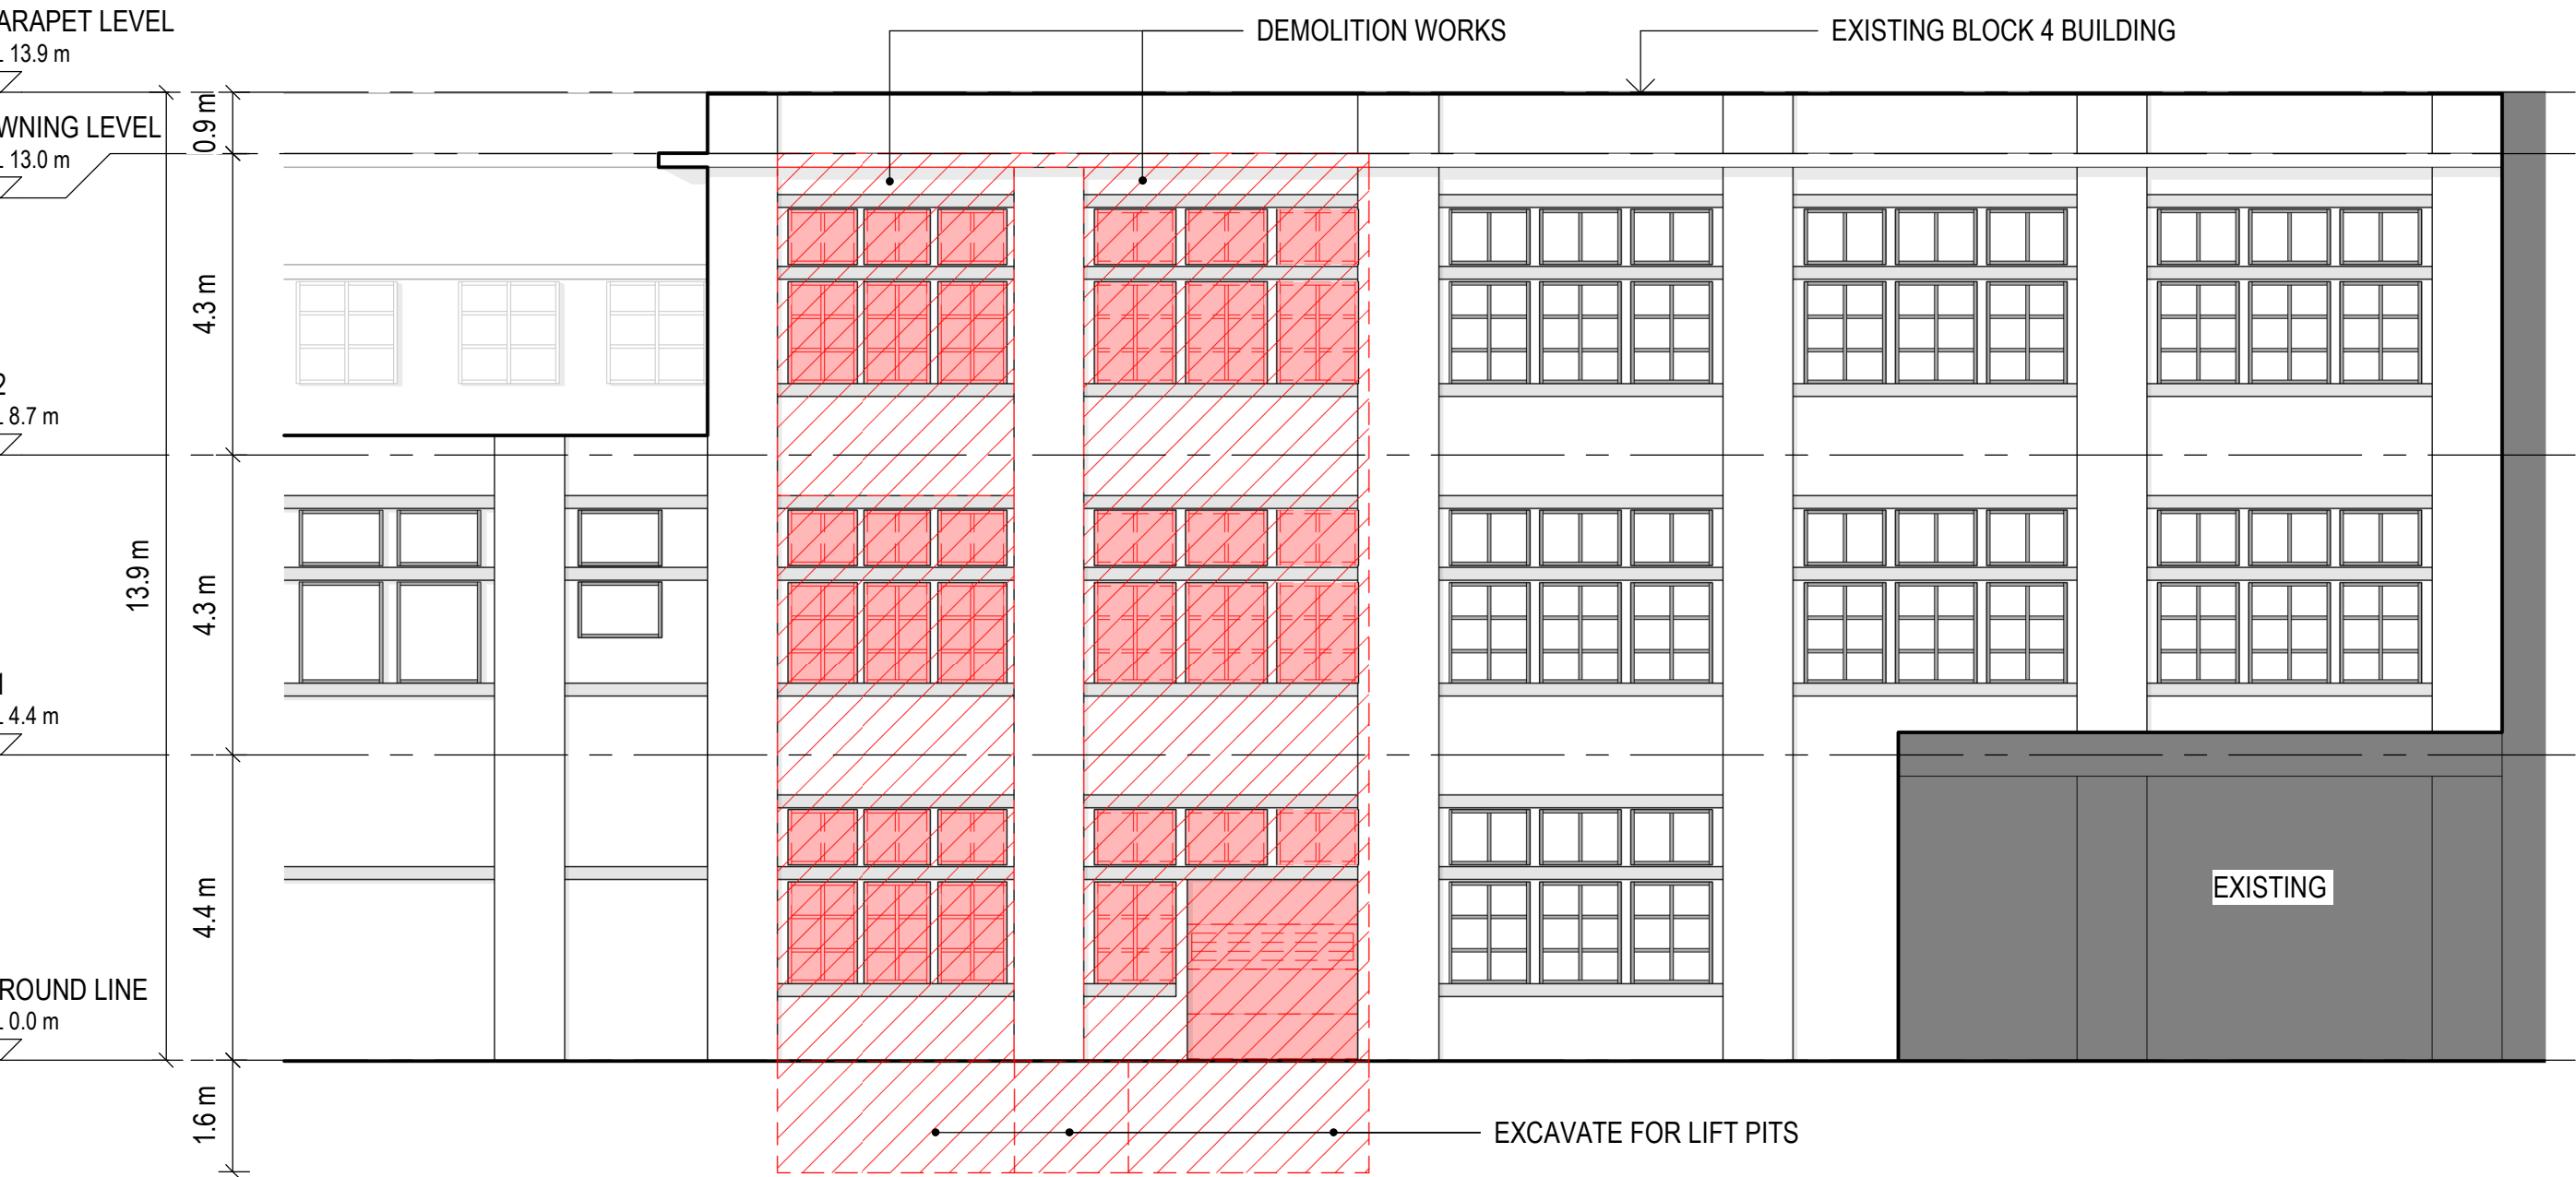 ARAPET LEVEL
L 13.9 m
DEMOLITION WORKS
EXISTING BLOCK 4 BUILDING
WNING LEVEL
L 13.0 m
0.9 m
4.3 m
2
L 8.7 m
13.9 m
4.3 m
1
L 4.4 m
4.4 m
EXISTING
ROUND LINE
L 0.0 m
1.6 m
EXCAVATE FOR LIFT PITS